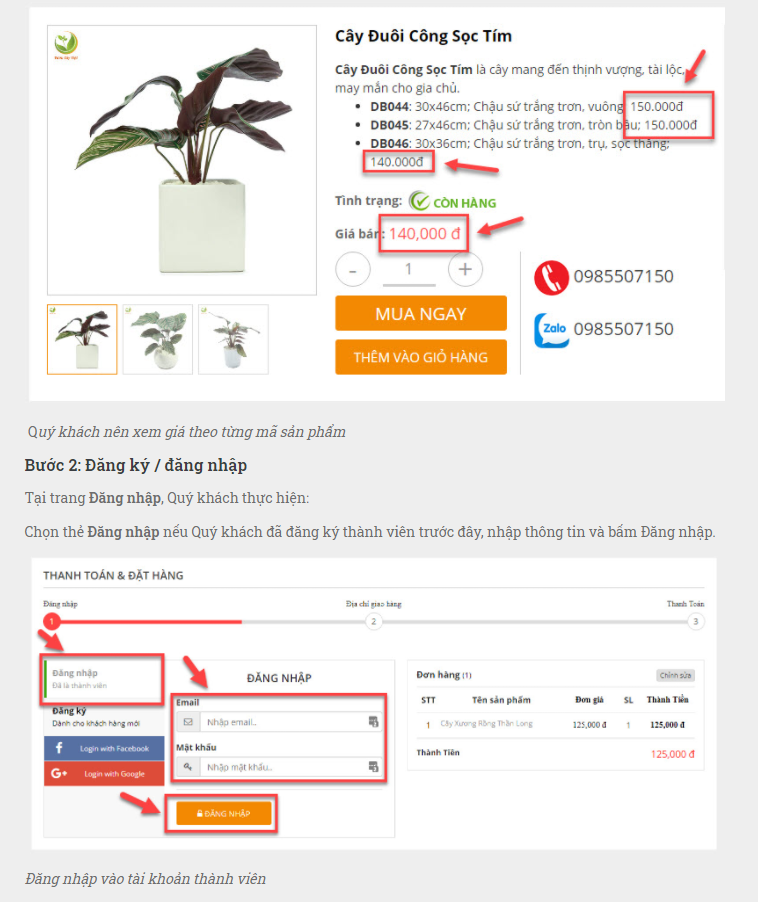 Cây Đuôi Công Sọc Tím
Cây Đuôi Công Sọc Tím là cây mang đến thịnh vượng, tài lộc,
may mắn cho gia chủ.
DB044: 30x46cm; Chậu sứ trắng trơn, vuông; 150.000đ
DB045: 27x46cm; Chậu sứ trắng trơn, tròn bầu; 150.000đ
DB046: 30x36cm; Chậu sứ trắng trơn, trụ, sọc thẳng;
140.000đ
Tình trạng: CÒN HÀNG
Giá bán: 140,000 đ
- 1 +
MUA NGAY
THÊM VÀO GIỎ HÀNG
0985507150
Zalo 0985507150
Quý khách nên xem giá theo từng mã sản phẩm
Bước 2: Đăng ký / đăng nhập
Tại trang Đăng nhập, Quý khách thực hiện:
Chọn thẻ Đăng nhập nếu Quý khách đã đăng ký thành viên trước đây, nhập thông tin và bấm Đăng nhập.
THANH TOÁN & ĐẶT HÀNG
Đăng nhập Địa chỉ giao hàng Thanh Toán
1 2 3
Đăng nhập
Đã là thành viên
Đăng ký
Dành cho khách hàng mới
f Login with Facebook
G+ Login with Google
ĐĂNG NHẬP
Email
Nhập email..
Mật khẩu
Nhập mật khẩu..
ĐĂNG NHẬP
Đơn hàng (1) Chỉnh sửa
STT Tên sản phẩm Đơn giá SL Thành Tiền
1 Cây Xương Rồng Thần Long 125,000 đ 1 125,000 đ
Thành Tiền 125,000 đ
Đăng nhập vào tài khoản thành viên